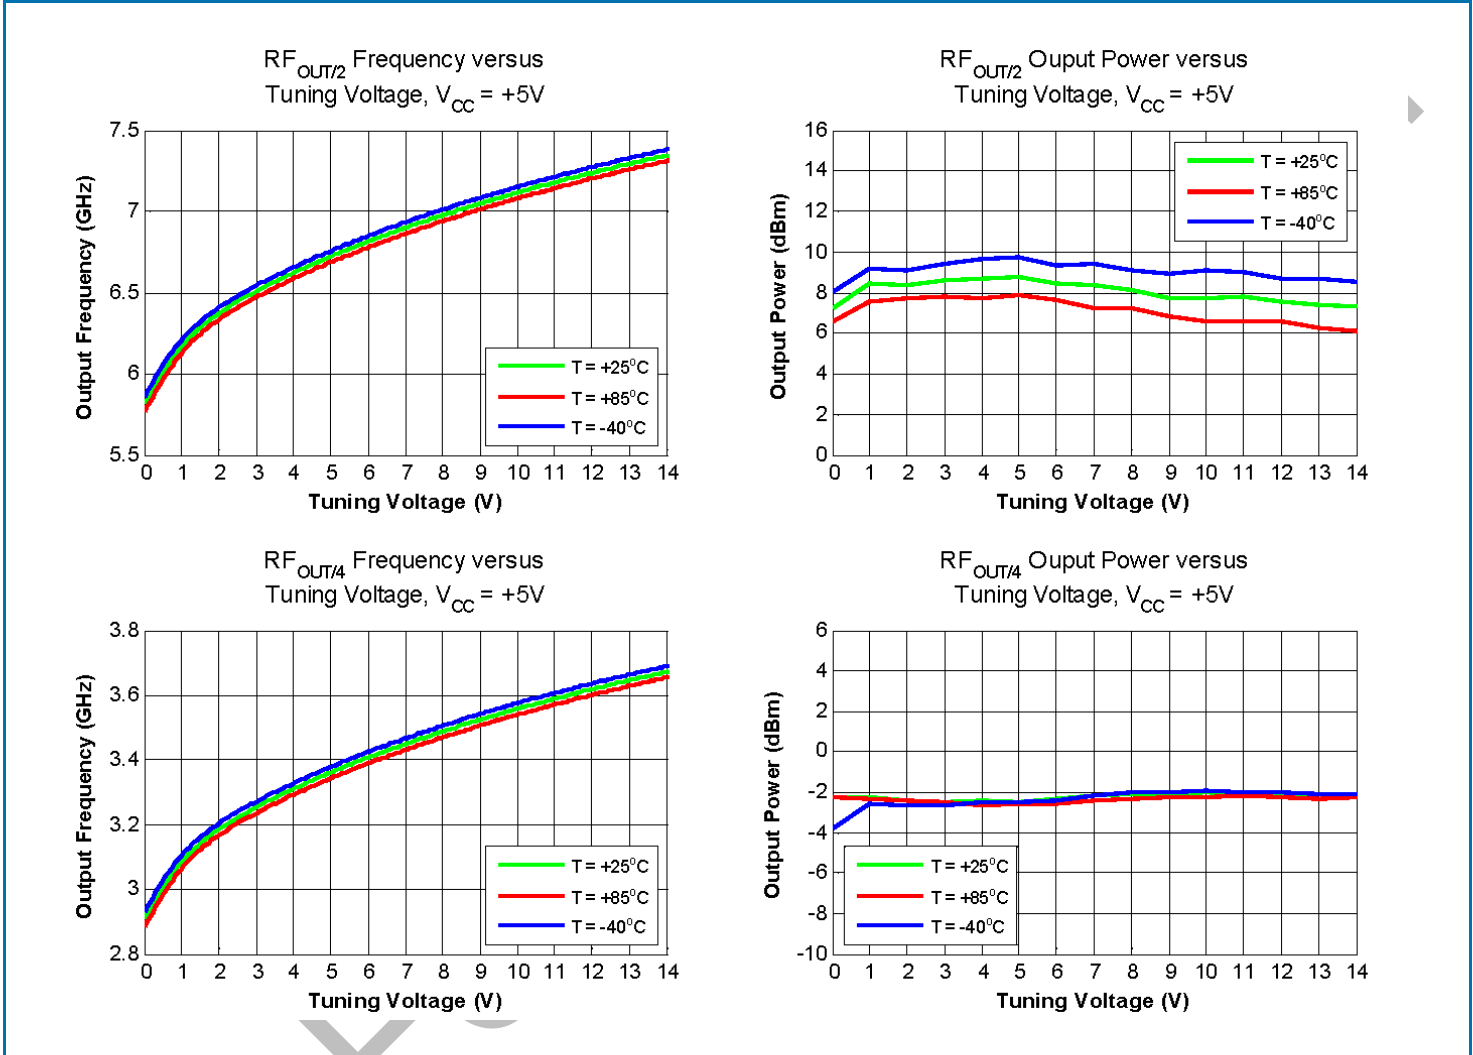 RFOUT/2 Frequency versus
Tuning Voltage, VCC = +5V
7.5
7
6.5
6
5.5
Output Frequency (GHz)
T = +25°C
T = +85°C
T = -40°C
0 1 2 3 4 5 6 7 8 9 10 11 12 13 14
Tuning Voltage (V)
RFOUT/2 Ouput Power versus
Tuning Voltage, VCC = +5V
16
14
12
10
8
6
4
2
0
Output Power (dBm)
T = +25°C
T = +85°C
T = -40°C
0 1 2 3 4 5 6 7 8 9 10 11 12 13 14
Tuning Voltage (V)
RFOUT/4 Frequency versus
Tuning Voltage, VCC = +5V
3.8
3.6
3.4
3.2
3
2.8
Output Frequency (GHz)
T = +25°C
T = +85°C
T = -40°C
0 1 2 3 4 5 6 7 8 9 10 11 12 13 14
Tuning Voltage (V)
RFOUT/4 Ouput Power versus
Tuning Voltage, VCC = +5V
6
4
2
0
-2
-4
-6
-8
-10
Output Power (dBm)
T = +25°C
T = +85°C
T = -40°C
0 1 2 3 4 5 6 7 8 9 10 11 12 13 14
Tuning Voltage (V)